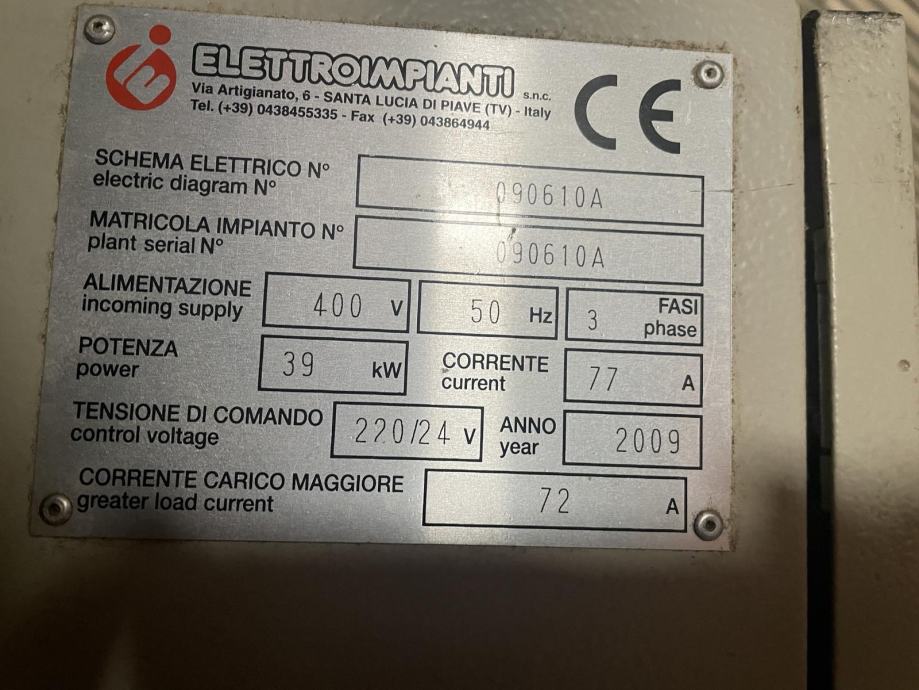 ELETTROIMPIANTI s.n.c.
Via Artigianato, 6 - SANTA LUCIA DI PIAVE (TV) - Italy
Tel. (+39) 0438455335 - Fax (+39) 043864944
CE
SCHEMA ELETTRICO N°
electric diagram N°
090610A
MATRICOLA IMPIANTO N°
plant serial N°
090610A
ALIMENTAZIONE
incoming supply
400 V
50 Hz
3 FASI
phase
POTENZA
power
39 kW
CORRENTE
current
77 A
TENSIONE DI COMANDO
control voltage
220/24 V
ANNO
year
2009
CORRENTE CARICO MAGGIORE
greater load current
72 A